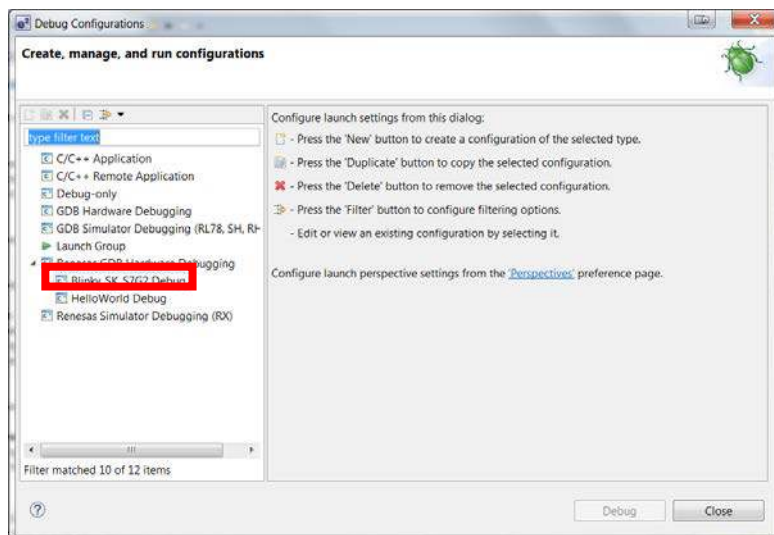 Debug Configurations
Create, manage, and run configurations
type filter text
C/C++ Application
C/C++ Remote Application
Debug-only
GDB Hardware Debugging
GDB Simulator Debugging (RL78, SH, RH
Launch Group
Renesas GDB Hardware Debugging
Blinky SK_S7G2 Debug
HelloWorld Debug
Renesas Simulator Debugging (RX)
Filter matched 10 of 12 items
Configure launch settings from this dialog:
- Press the 'New' button to create a configuration of the selected type.
- Press the 'Duplicate' button to copy the selected configuration.
- Press the 'Delete' button to remove the selected configuration.
- Press the 'Filter' button to configure filtering options.
- Edit or view an existing configuration by selecting it.
Configure launch perspective settings from the 'Perspectives' preference page.
Debug
Close